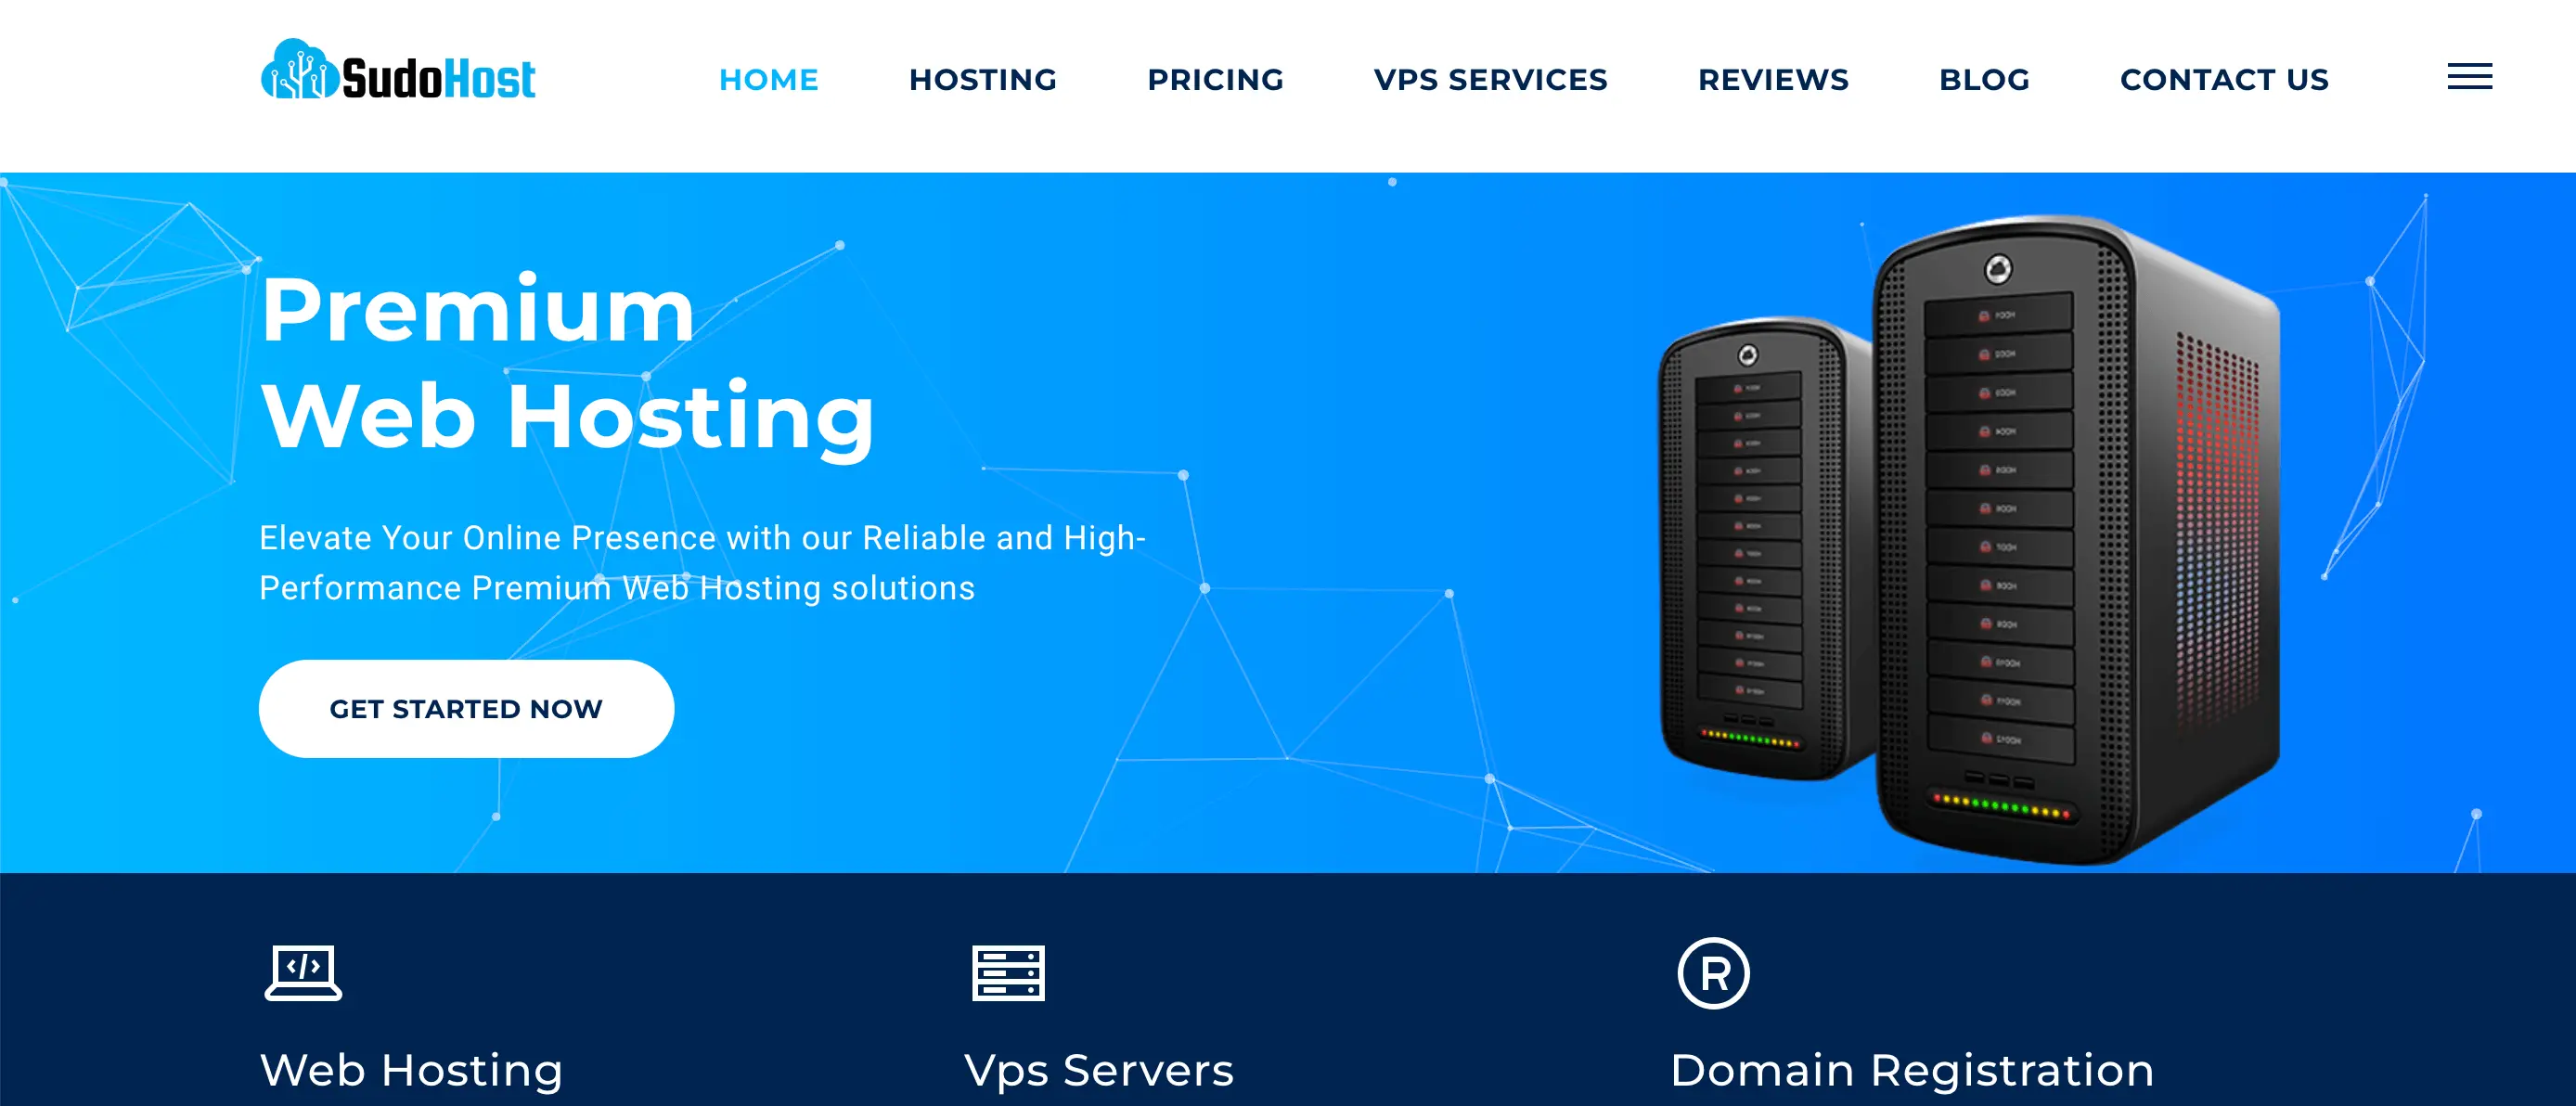 SudoHost
HOME HOSTING PRICING VPS SERVICES REVIEWS BLOG CONTACT US
Premium
Web Hosting
Elevate Your Online Presence with our Reliable and High-
Performance Premium Web Hosting solutions
GET STARTED NOW
Web Hosting
Vps Servers
Domain Registration